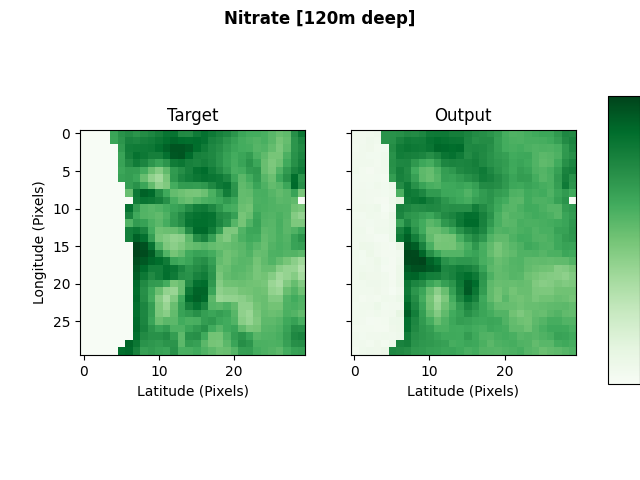 Nitrate [120m deep]
Target
Output
0
5
10
15
20
25
Longitude (Pixels)
0 10 20
0 10 20
Latitude (Pixels)
Latitude (Pixels)